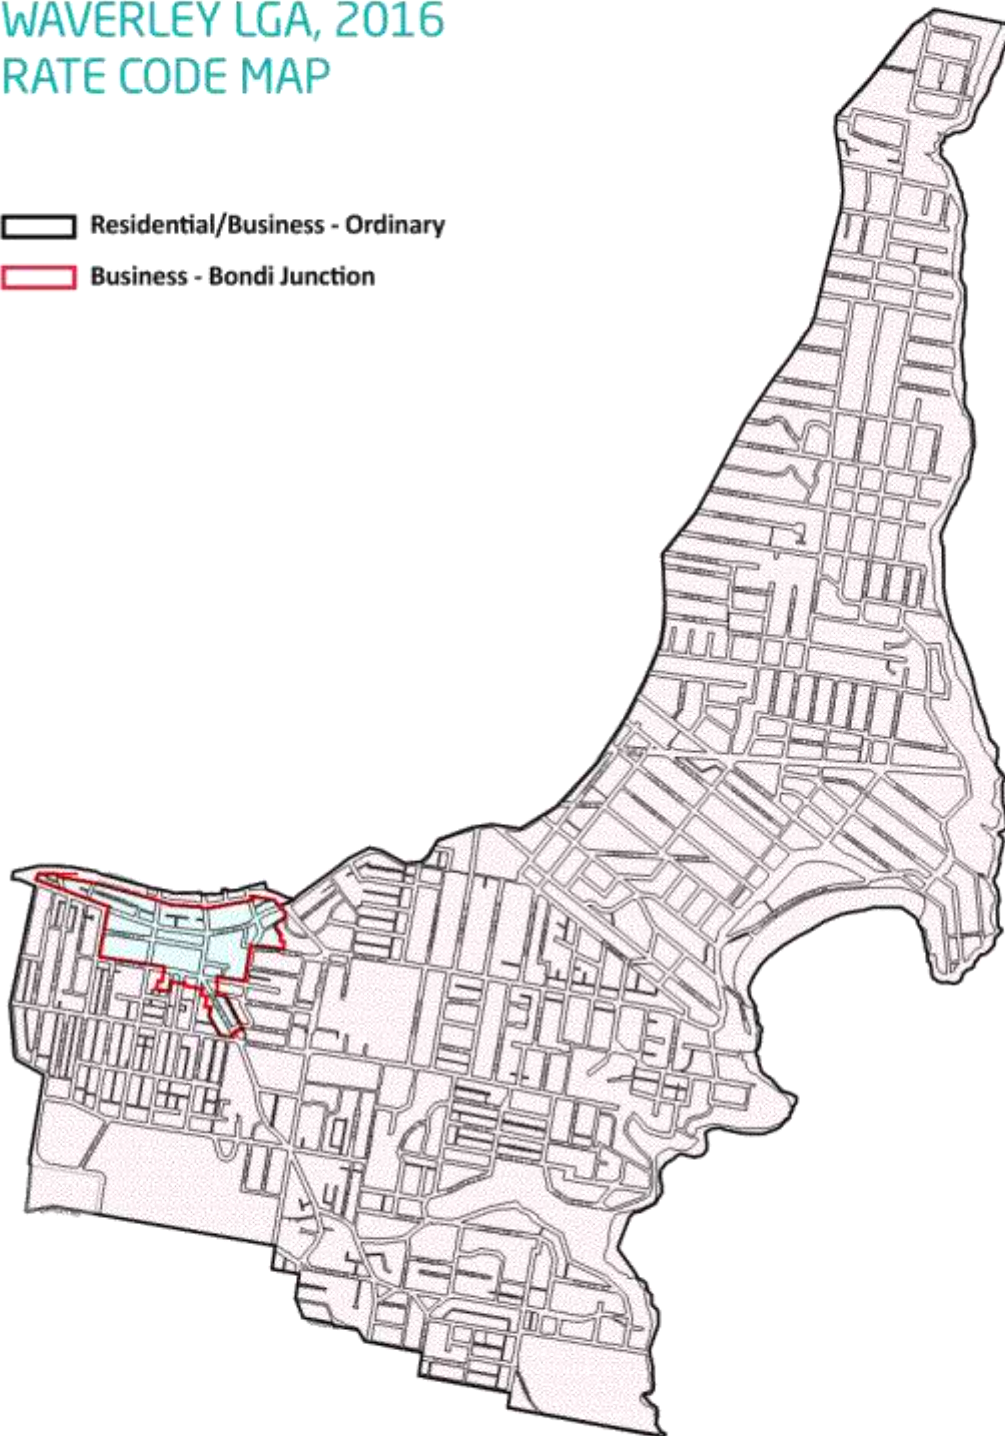 WAVERLEY LGA, 2016
RATE CODE MAP
Residential/Business - Ordinary
Business - Bondi Junction